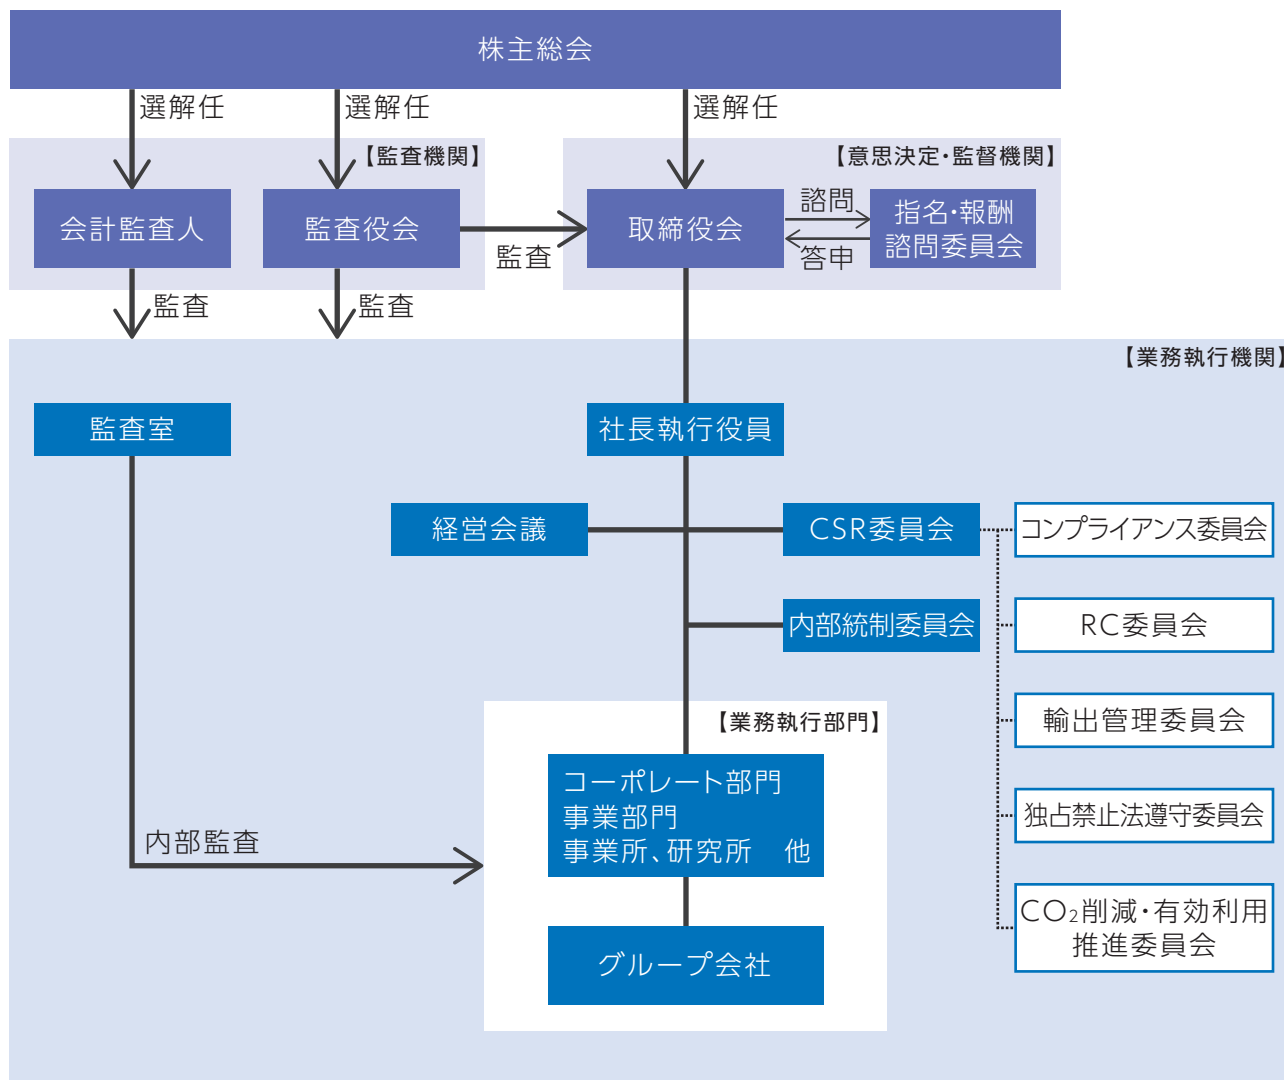 株主総会
選解任
選解任
選解任
【監査機関】
【意思決定・監督機関】
会計監査人
監査役会
監査
取締役会
諮問
答申
指名・報酬
諮問委員会
監査
監査
【業務執行機関】
監査室
社長執行役員
経営会議
CSR委員会
コンプライアンス委員会
内部統制委員会
RC委員会
輸出管理委員会
独占禁止法遵守委員会
CO₂削減・有効利用
推進委員会
【業務執行部門】
コーポレート部門
事業部門
事業所、研究所　他
内部監査
グループ会社